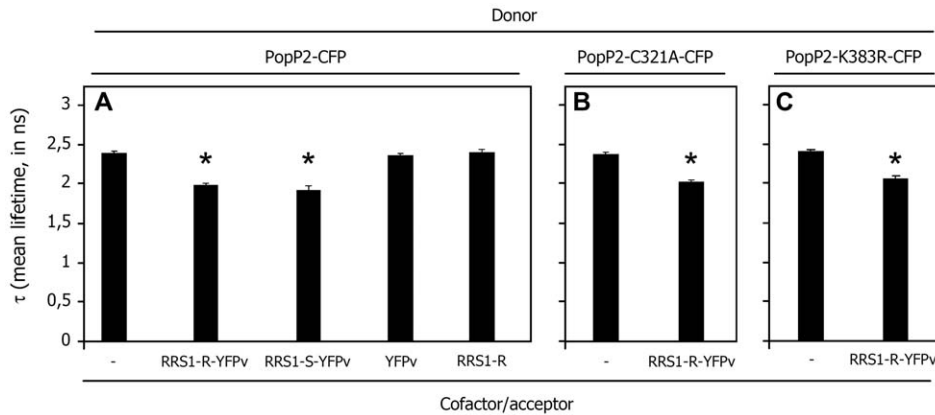 Donor
PopP2-CFP
PopP2-C321A-CFP
PopP2-K383R-CFP
A
B
C
τ (mean lifetime, in ns)
3
2,5
2
1,5
1
0,5
0
*
*
*
*
-
RRS1-R-YFPv
RRS1-S-YFPv
YFPv
RRS1-R
-
RRS1-R-YFPv
-
RRS1-R-YFPv
Cofactor/acceptor